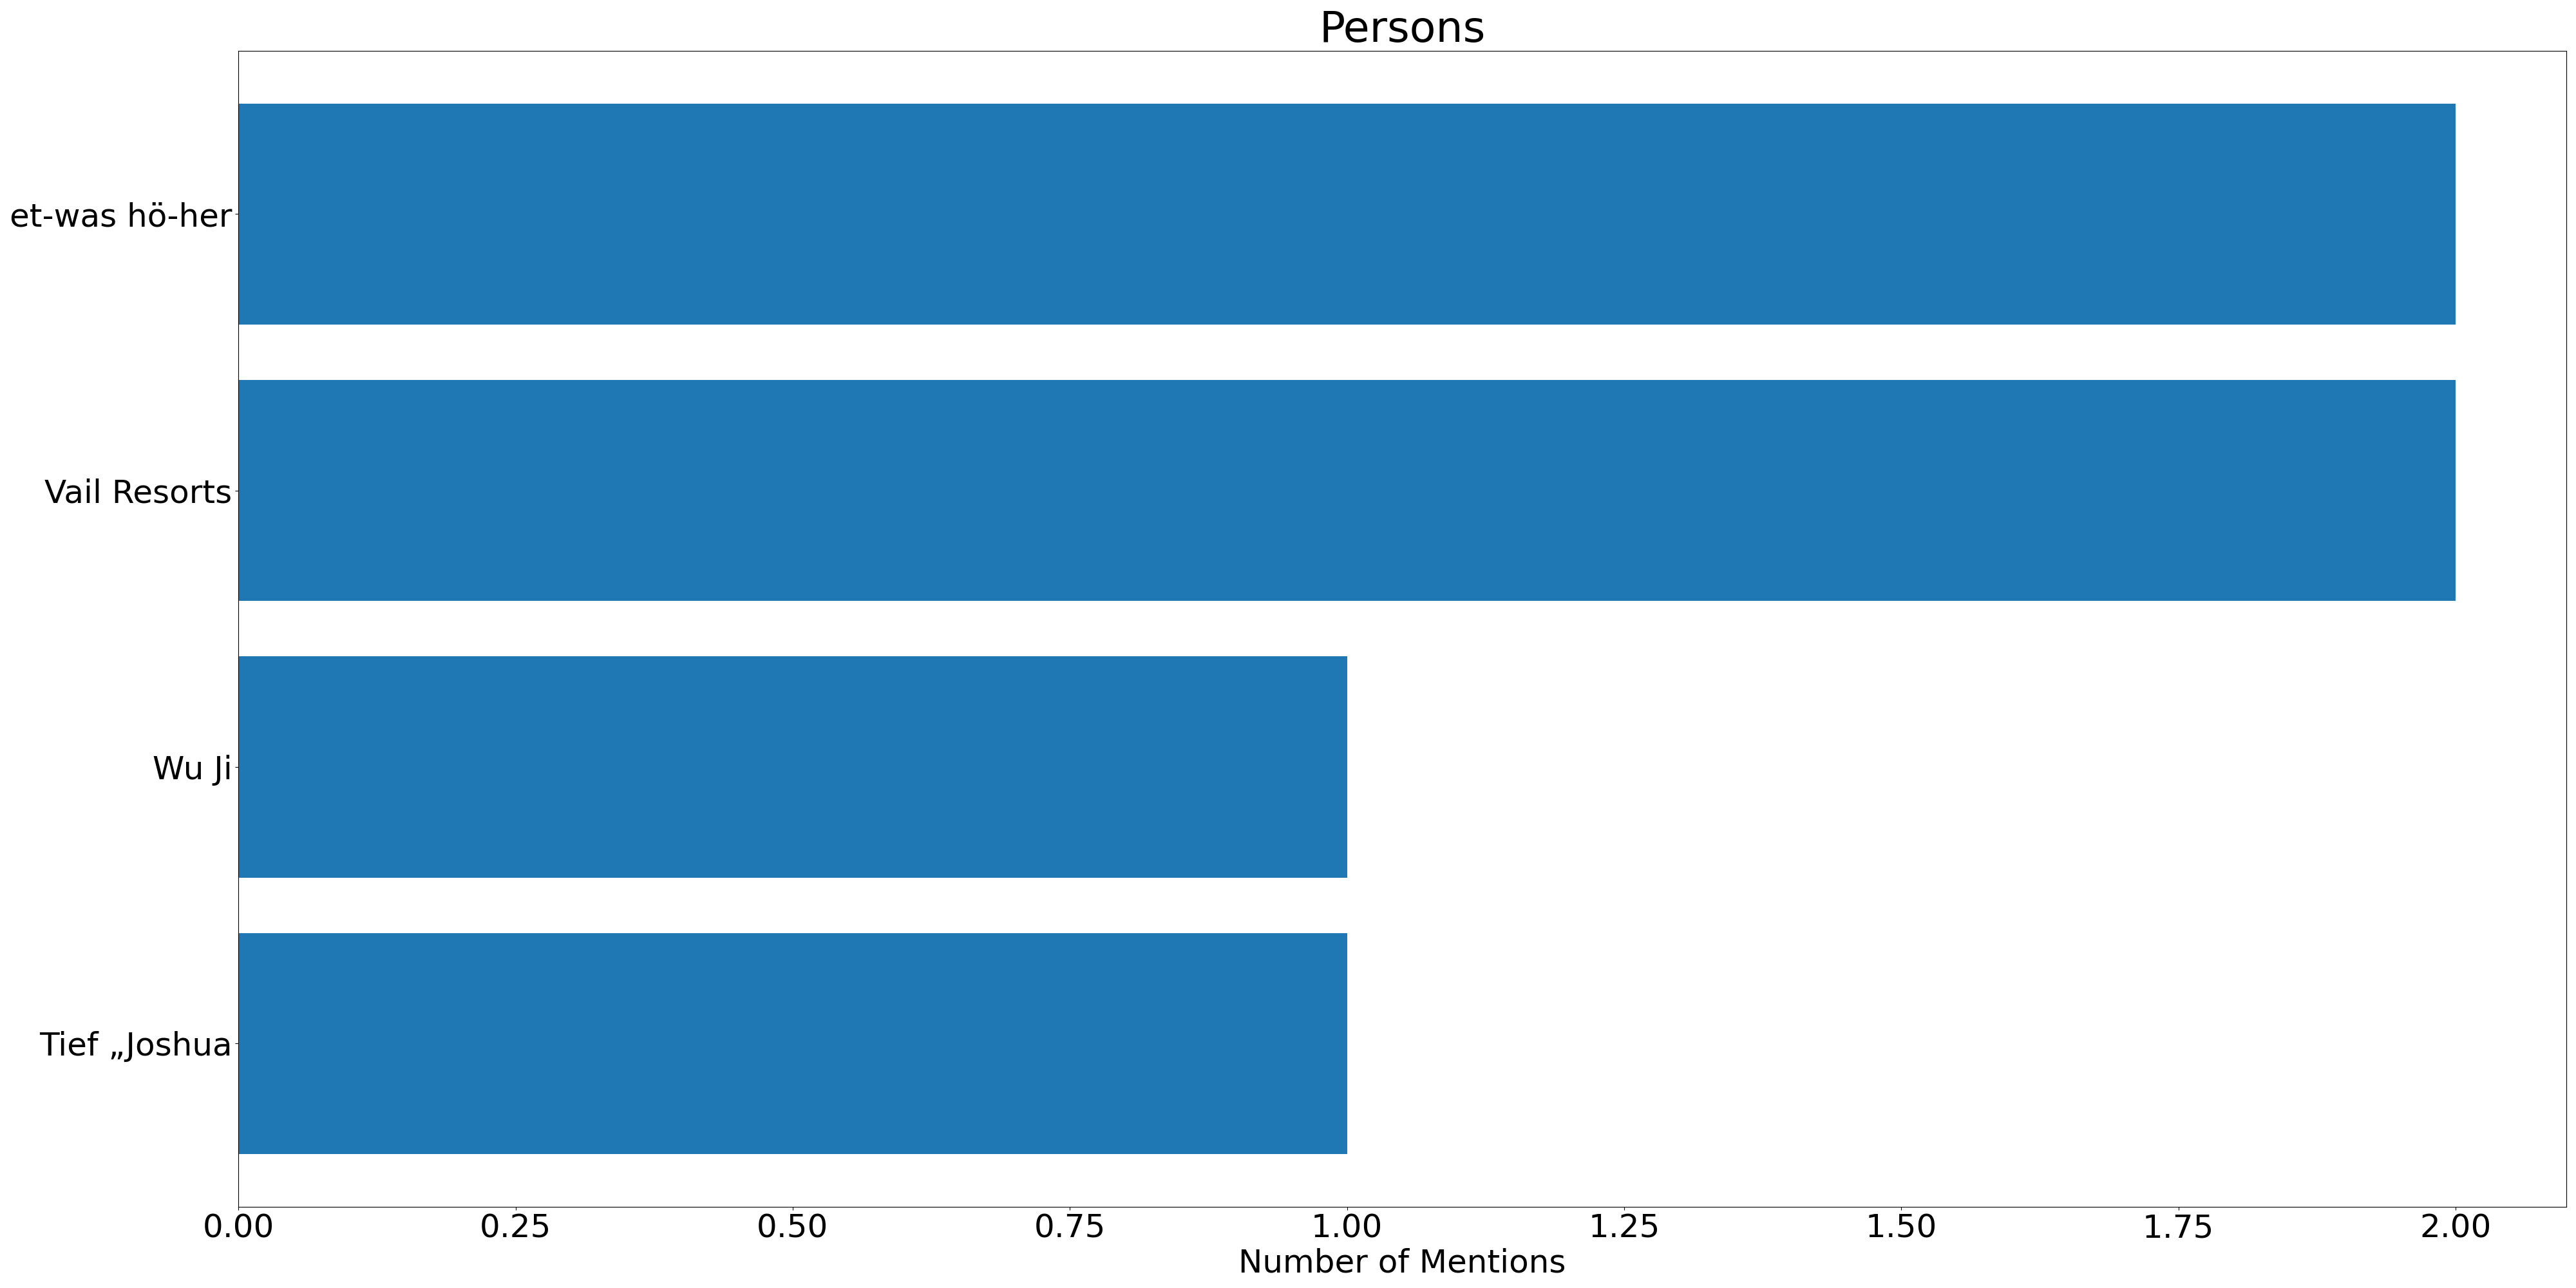 Persons
et-was hö-her
Vail Resorts
Wu Ji
Tief „Joshua
0.00 0.25 0.50 0.75 1.00 1.25 1.50 1.75 2.00
Number of Mentions